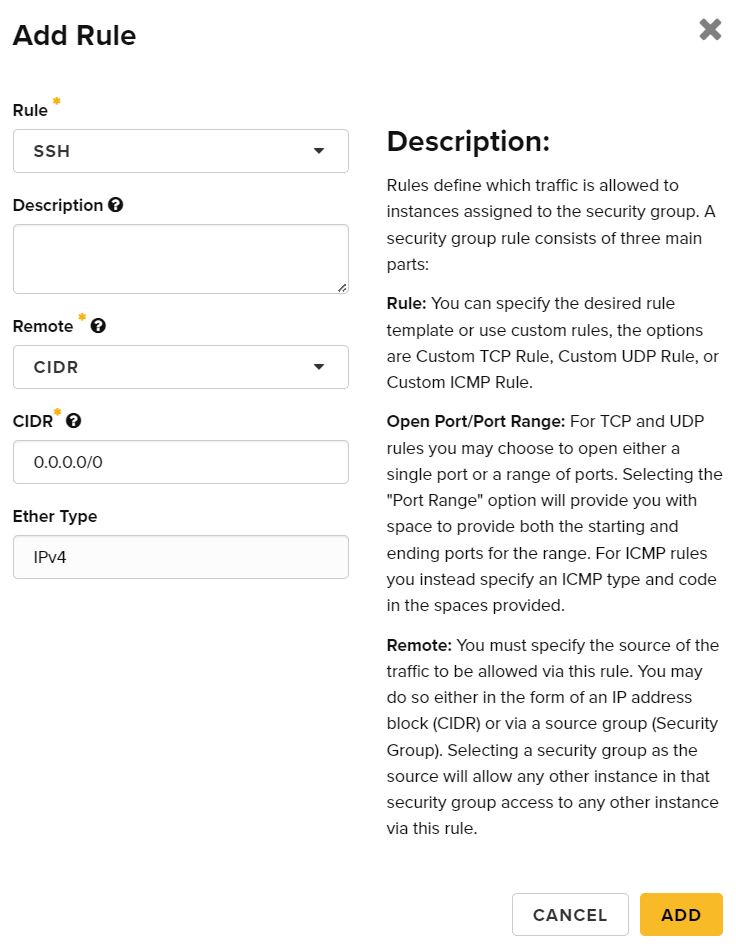 Add Rule
Rule *
SSH
Description
Remote *
CIDR
CIDR *
0.0.0.0/0
Ether Type
IPv4
Description:
Rules define which traffic is allowed to
instances assigned to the security group. A
security group rule consists of three main
parts:
Rule: You can specify the desired rule
template or use custom rules, the options
are Custom TCP Rule, Custom UDP Rule, or
Custom ICMP Rule.
Open Port/Port Range: For TCP and UDP
rules you may choose to open either a
single port or a range of ports. Selecting the
"Port Range" option will provide you with
space to provide both the starting and
ending ports for the range. For ICMP rules
you instead specify an ICMP type and code
in the spaces provided.
Remote: You must specify the source of the
traffic to be allowed via this rule. You may
do so either in the form of an IP address
block (CIDR) or via a source group (Security
Group). Selecting a security group as the
source will allow any other instance in that
security group access to any other instance
via this rule.
CANCEL
ADD